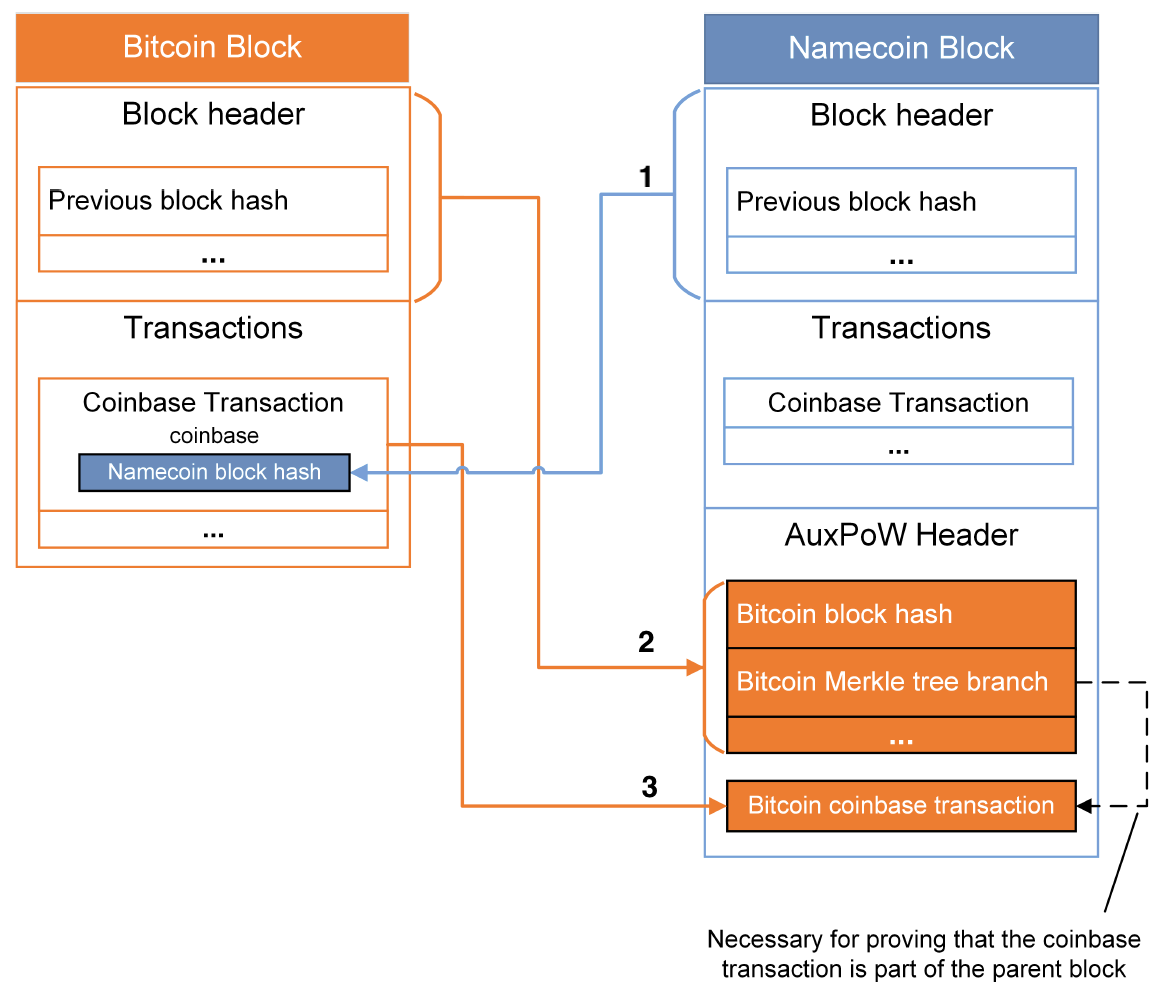 Bitcoin Block
Block header
Previous block hash
...
Transactions
Coinbase Transaction
coinbase
Namecoin block hash
...
1
2
3
Namecoin Block
Block header
Previous block hash
...
Transactions
Coinbase Transaction
...
AuxPoW Header
Bitcoin block hash
Bitcoin Merkle tree branch
...
Bitcoin coinbase transaction
Necessary for proving that the coinbase
transaction is part of the parent block